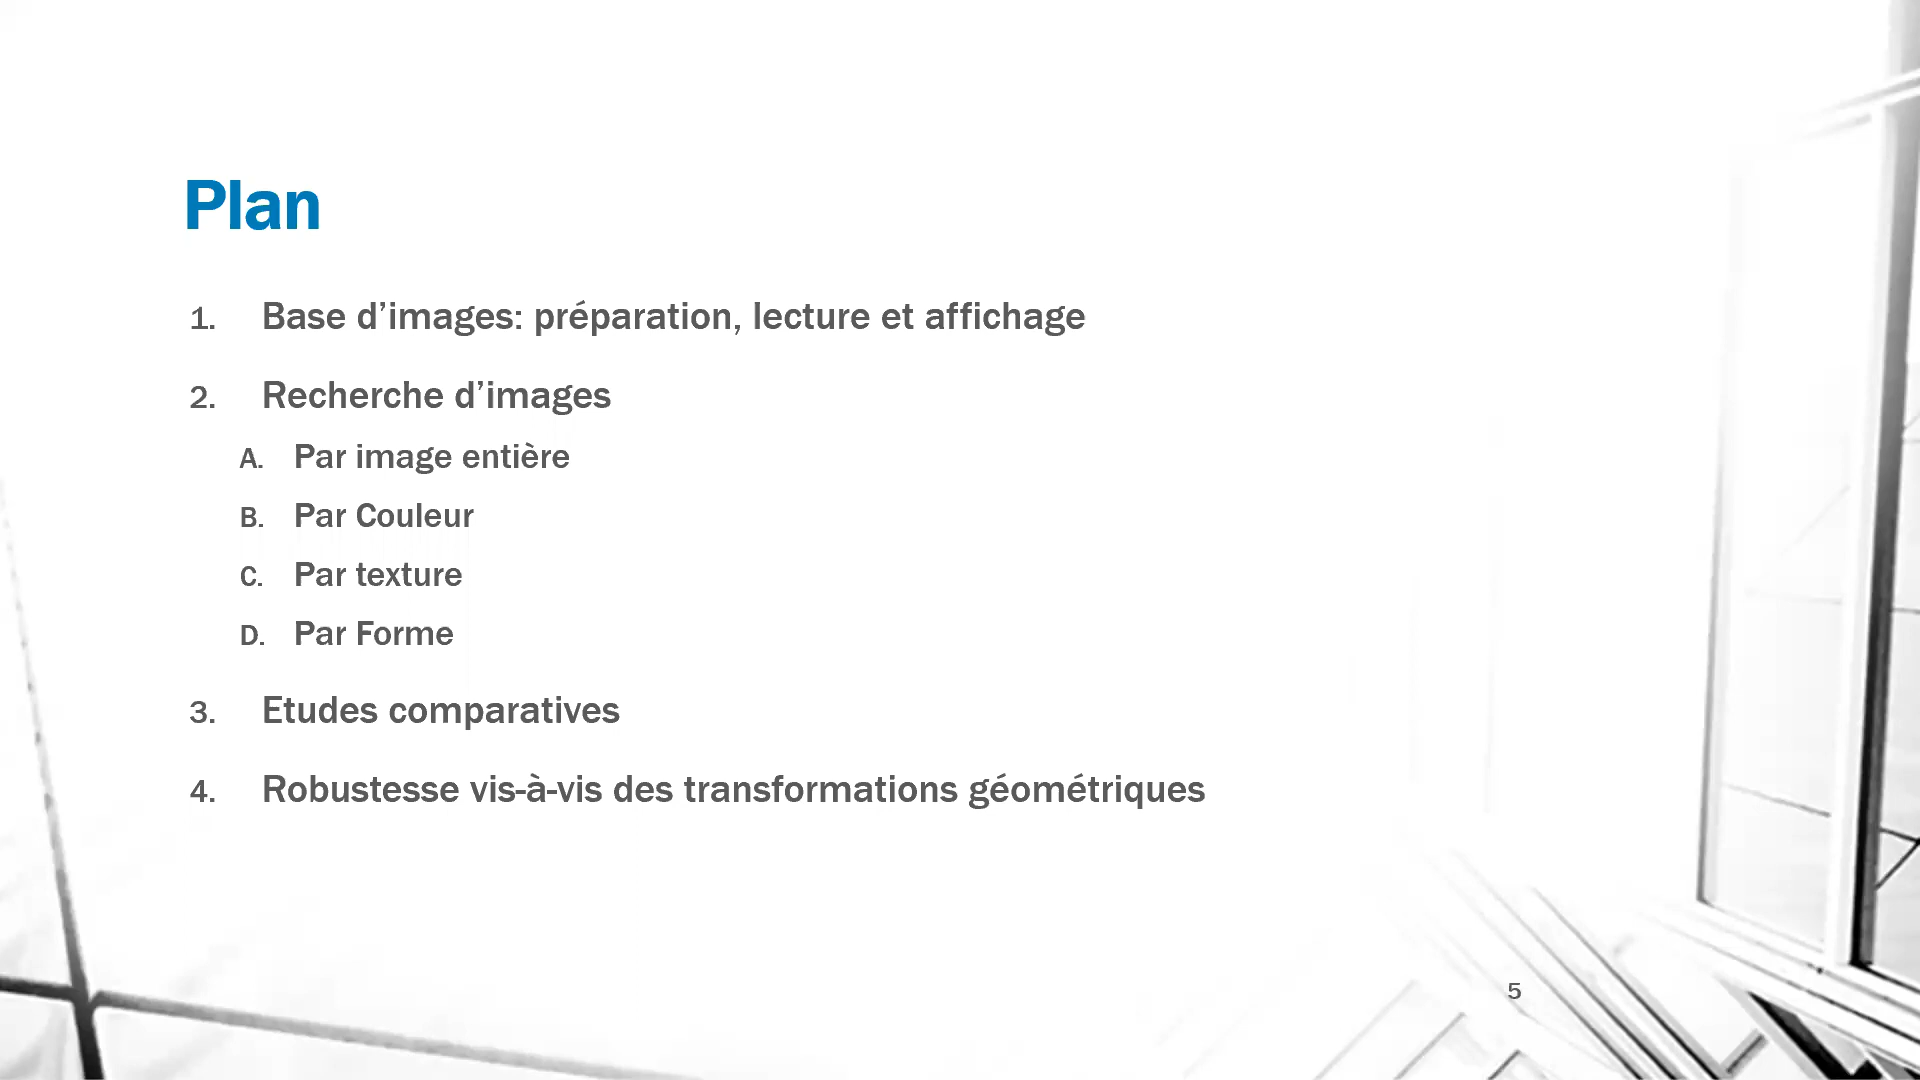 Plan
1. Base d’images: préparation, lecture et affichage
2. Recherche d’images
A. Par image entière
B. Par Couleur
C. Par texture
D. Par Forme
3. Etudes comparatives
4. Robustesse vis-à-vis des transformations géométriques
5